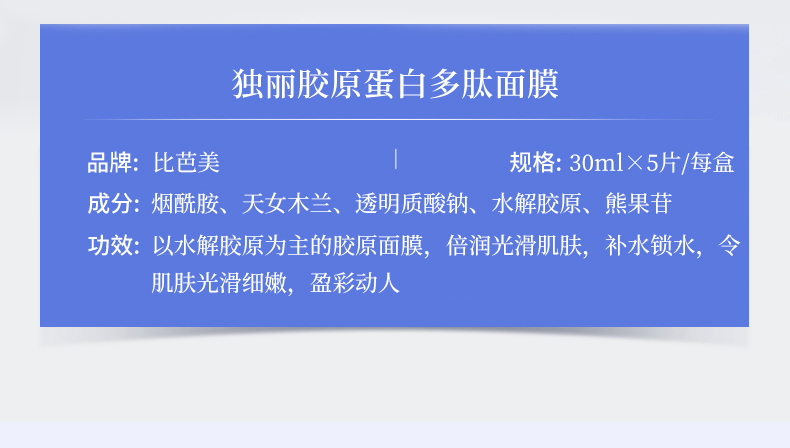 独丽胶原蛋白多肽面膜
品牌: 比芭美 | 规格: 30ml×5片/每盒
成分: 烟酰胺、天女木兰、透明质酸钠、水解胶原、熊果苷
功效: 以水解胶原为主的胶原面膜，倍润光滑肌肤，补水锁水，令
肌肤光滑细嫩，盈彩动人